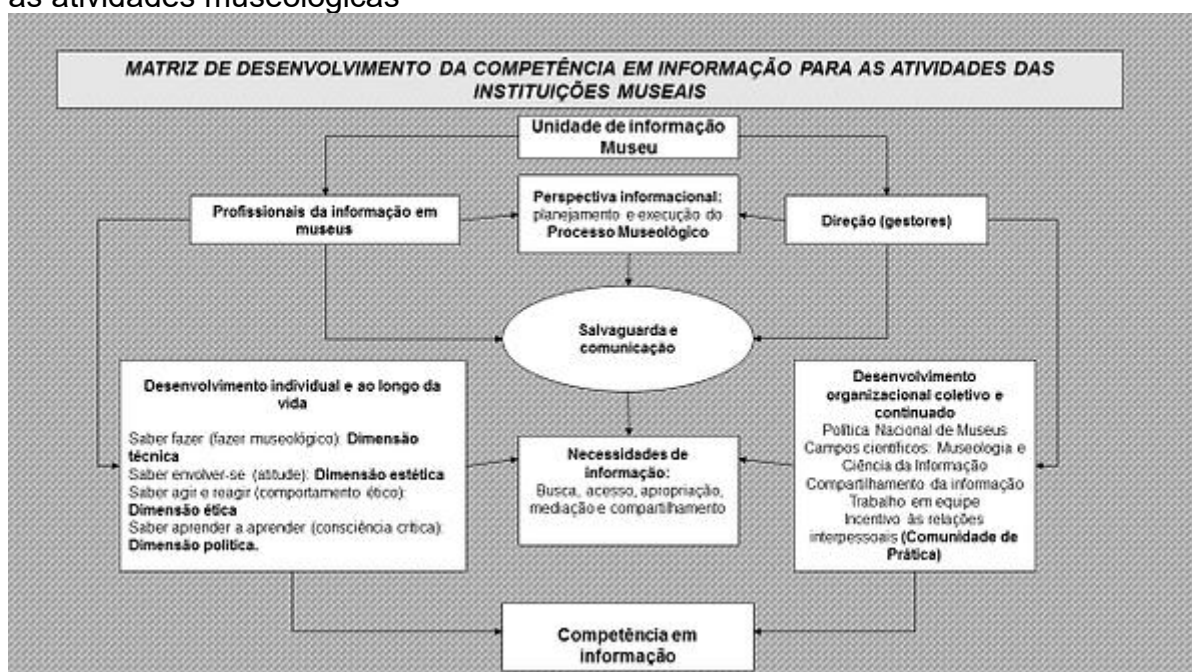 as atividades museológicas
MATRIZ DE DESENVOLVIMENTO DA COMPETÊNCIA EM INFORMAÇÃO PARA AS ATIVIDADES DAS
INSTITUIÇÕES MUSEAIS
Unidade de informação
Museu
Profissionais da informação em
museus
Perspectiva informacional:
planejamento e execução do
Processo Museológico
Direção (gestores)
Salvaguarda e
comunicação
Desenvolvimento individual e ao longo da
vida
Saber fazer (fazer museológico): Dimensão
técnica
Saber envolver-se (atitude): Dimensão estética
Saber agir e reagir (comportamento ético):
Dimensão ética
Saber aprender a aprender (consciência crítica):
Dimensão política.
Necessidades de
informação:
Busca, acesso, apropriação,
mediação e compartilhamento
Desenvolvimento
organizacional coletivo e
continuado
Política Nacional de Museus
Campos científicos: Museologia e
Ciência da Informação
Compartilhamento da informação
Trabalho em equipe
Incentivo às relações
interpessoais (Comunidade de
Prática)
Competência em
informação